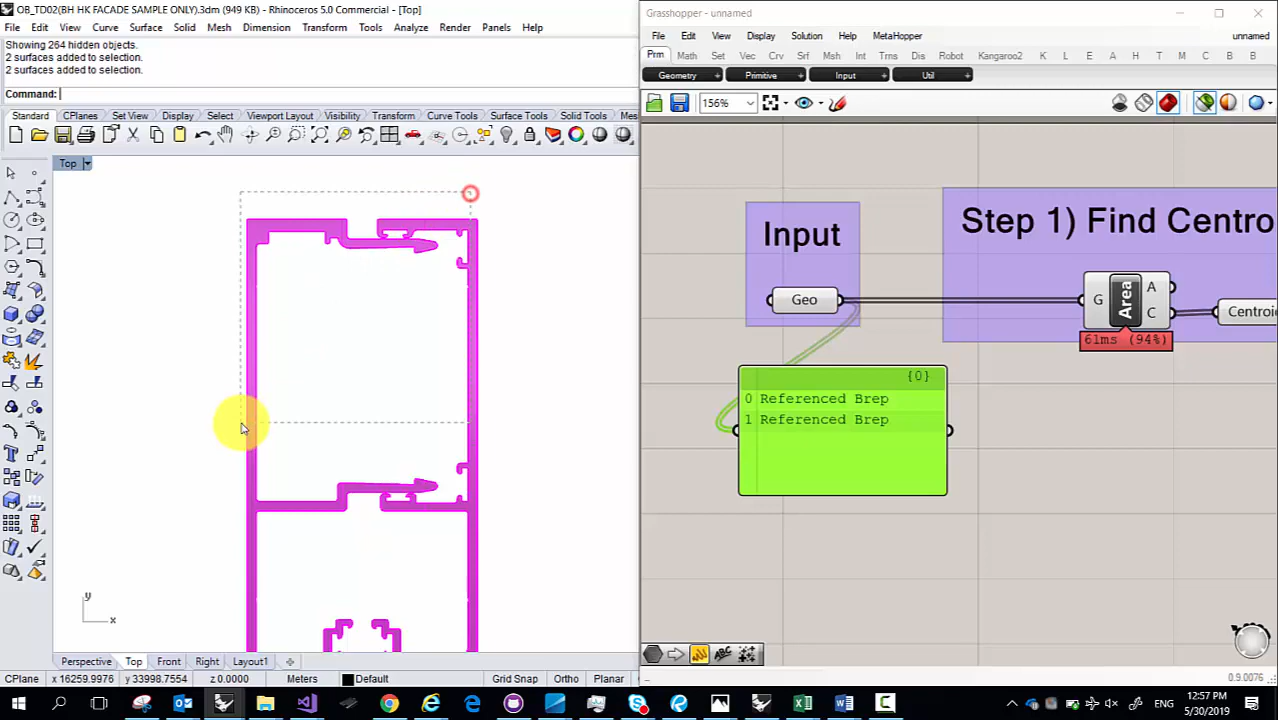 OB_TD02(BH HK FACADE SAMPLE ONLY).3dm (949 KB) - Rhinoceros 5.0 Commercial - [Top]
File Edit View Curve Surface Solid Mesh Dimension Transform Tools Analyze Render Panels Help
Showing 264 hidden objects.
2 surfaces added to selection.
2 surfaces added to selection.
Command:
Standard CPlanes Set View Display Select Viewport Layout Visibility Transform Curve Tools Surface Tools Solid Tools Mes
Top
y
x
Perspective Top Front Right Layout1
CPlane x 16259.9976 y 33998.7554 z 0.0000 Meters Default Grid Snap Ortho Planar
Grasshopper - unnamed
File Edit View Display Solution Help MetaHopper unnamed
Prm Math Set Vec Crv Srf Msh Int Trns Dis Robot Kangaroo2 K L E A H T W C B B
Geometry Primitive Input Util
156%
Input
Geo
Step 1) Find Centro
G Area A C
61ms (94%)
Centroi
{0}
0 Referenced Brep
1 Referenced Brep
0.9.0076
12:57 PM
5/30/2019